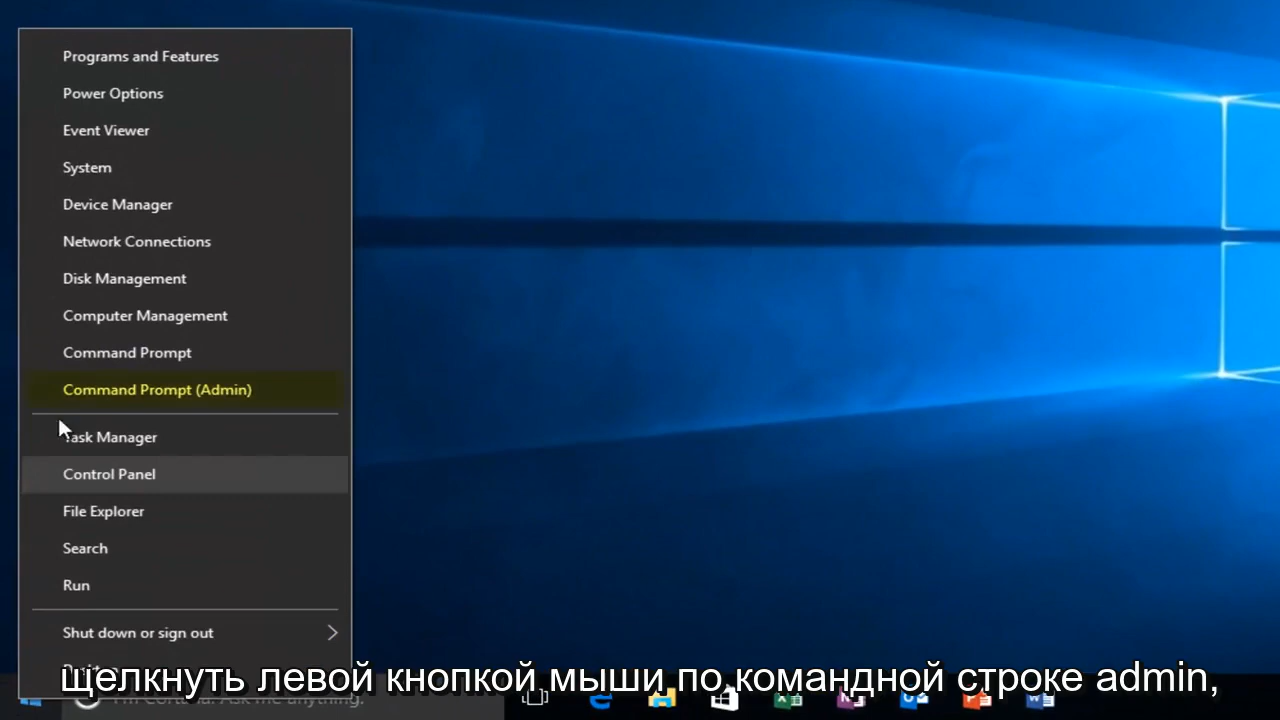 Programs and Features
Power Options
Event Viewer
System
Device Manager
Network Connections
Disk Management
Computer Management
Command Prompt
Command Prompt (Admin)
Task Manager
Control Panel
File Explorer
Search
Run
Shut down or sign out
щелкнуть левой кнопкой мыши по командной строке admin,